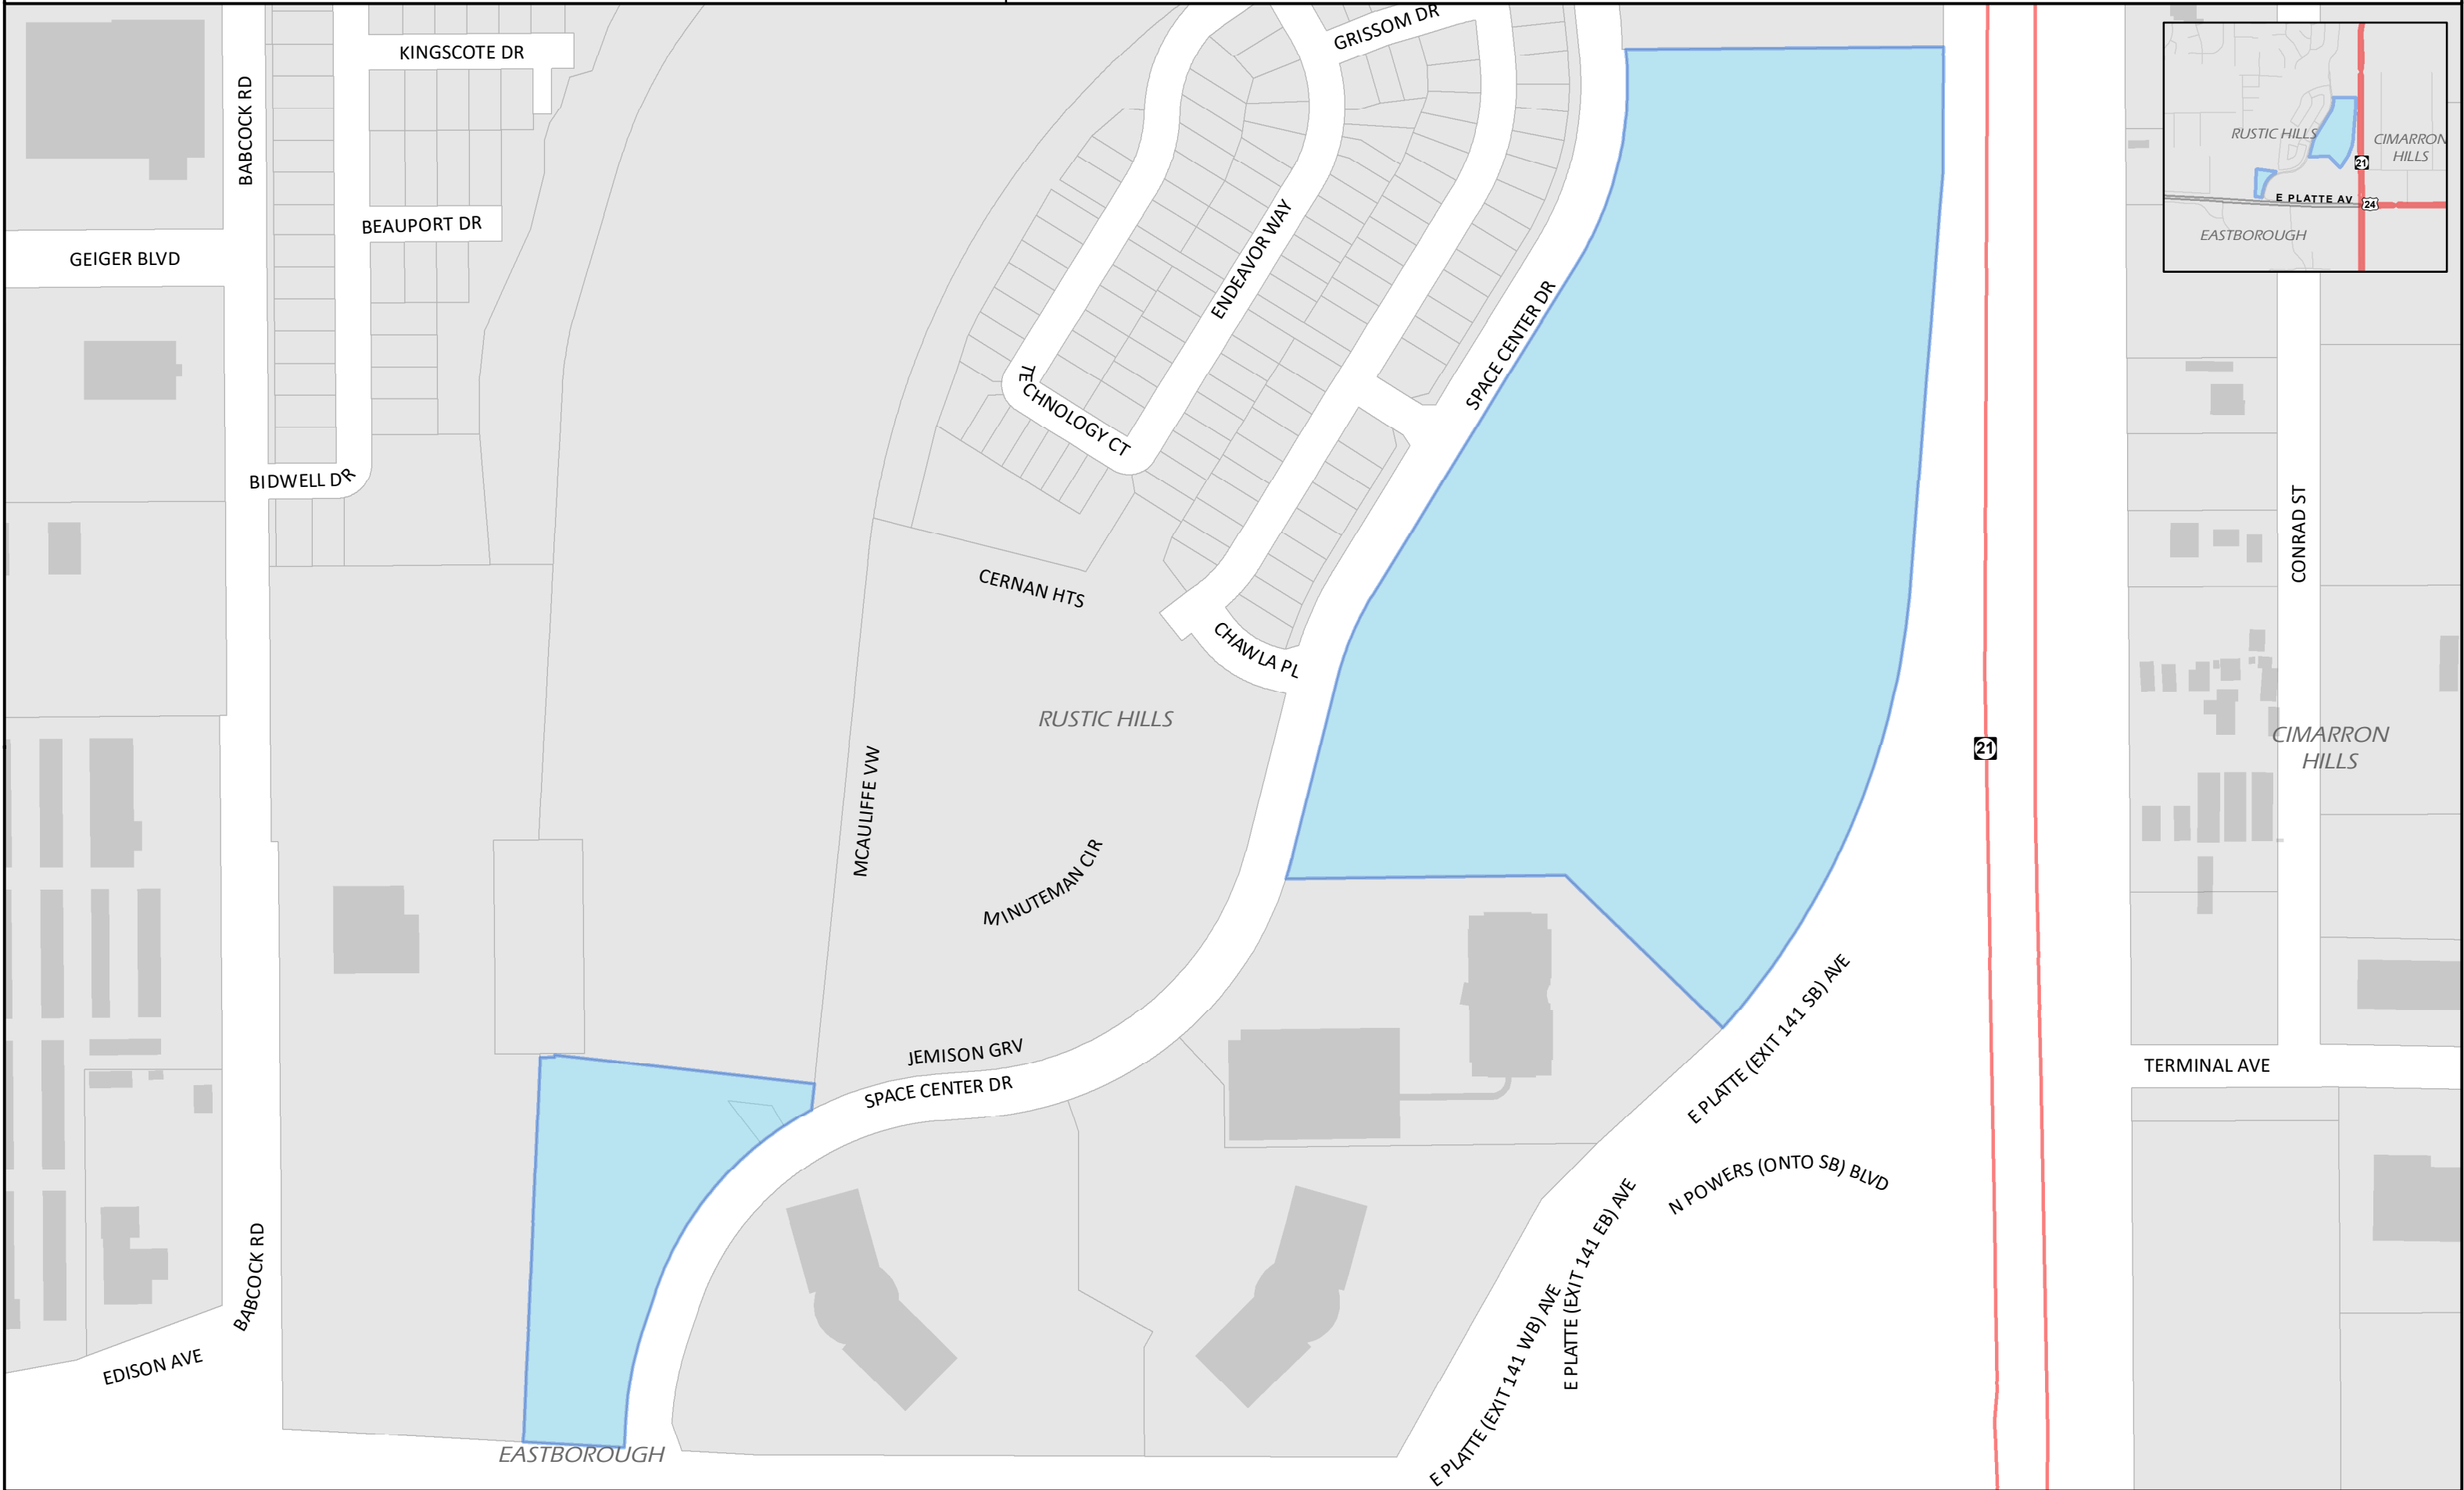 GRISSOM DR
KINGSCOTE DR
BABCOCK RD
BEAUPORT DR
GEIGER BLVD
ENDEAVOR WAY
SPACE CENTER DR
TECHNOLOGY CT
BIDWELL DR
CERNAN HTS
CHAWLA PL
RUSTIC HILLS
MCAULIFFE VW
MINUTEMAN CIR
JEMISON GRV
SPACE CENTER DR
21
CONRAD ST
CIMARRON
HILLS
E PLATTE (EXIT 141 SB) AVE
TERMINAL AVE
N POWERS (ONTO SB) BLVD
E PLATTE (EXIT 141 EB) AVE
E PLATTE (EXIT 141 WB) AVE
BABCOCK RD
EDISON AVE
EASTBOROUGH
RUSTIC HILLS
CIMARRON
HILLS
21
E PLATTE AV
24
EASTBOROUGH